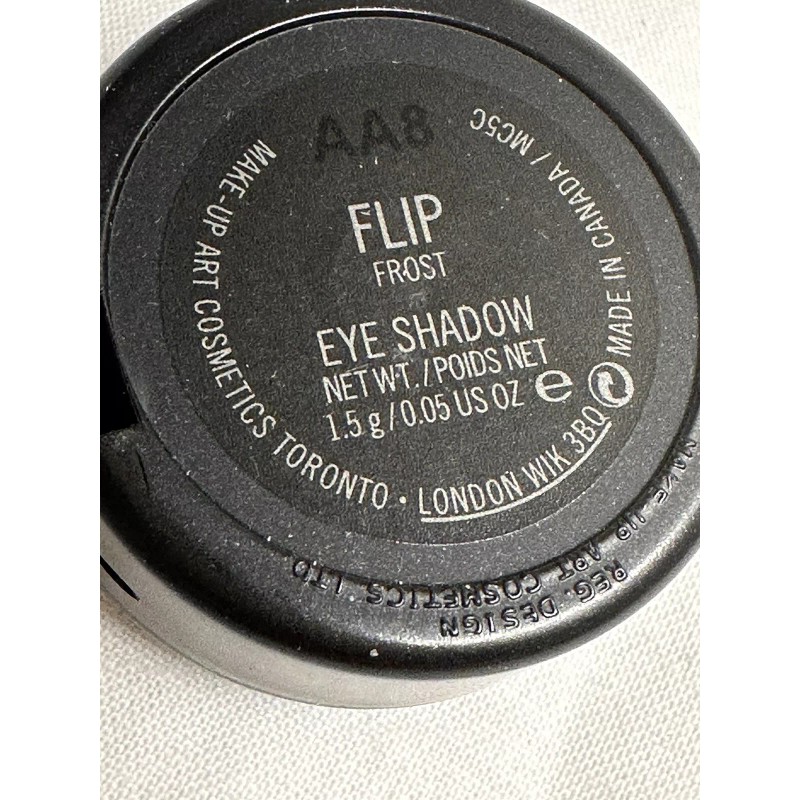 AA8
FLIP
FROST
EYE SHADOW
NET WT./POIDS NET
1.5 g/0.05 US OZ e
MAKE-UP ART COSMETICS TORONTO • LONDON W1K 3BQ
MADE IN CANADA / MC5C
MAKE UP ART COSMETICS LTD
REG. DESIGN